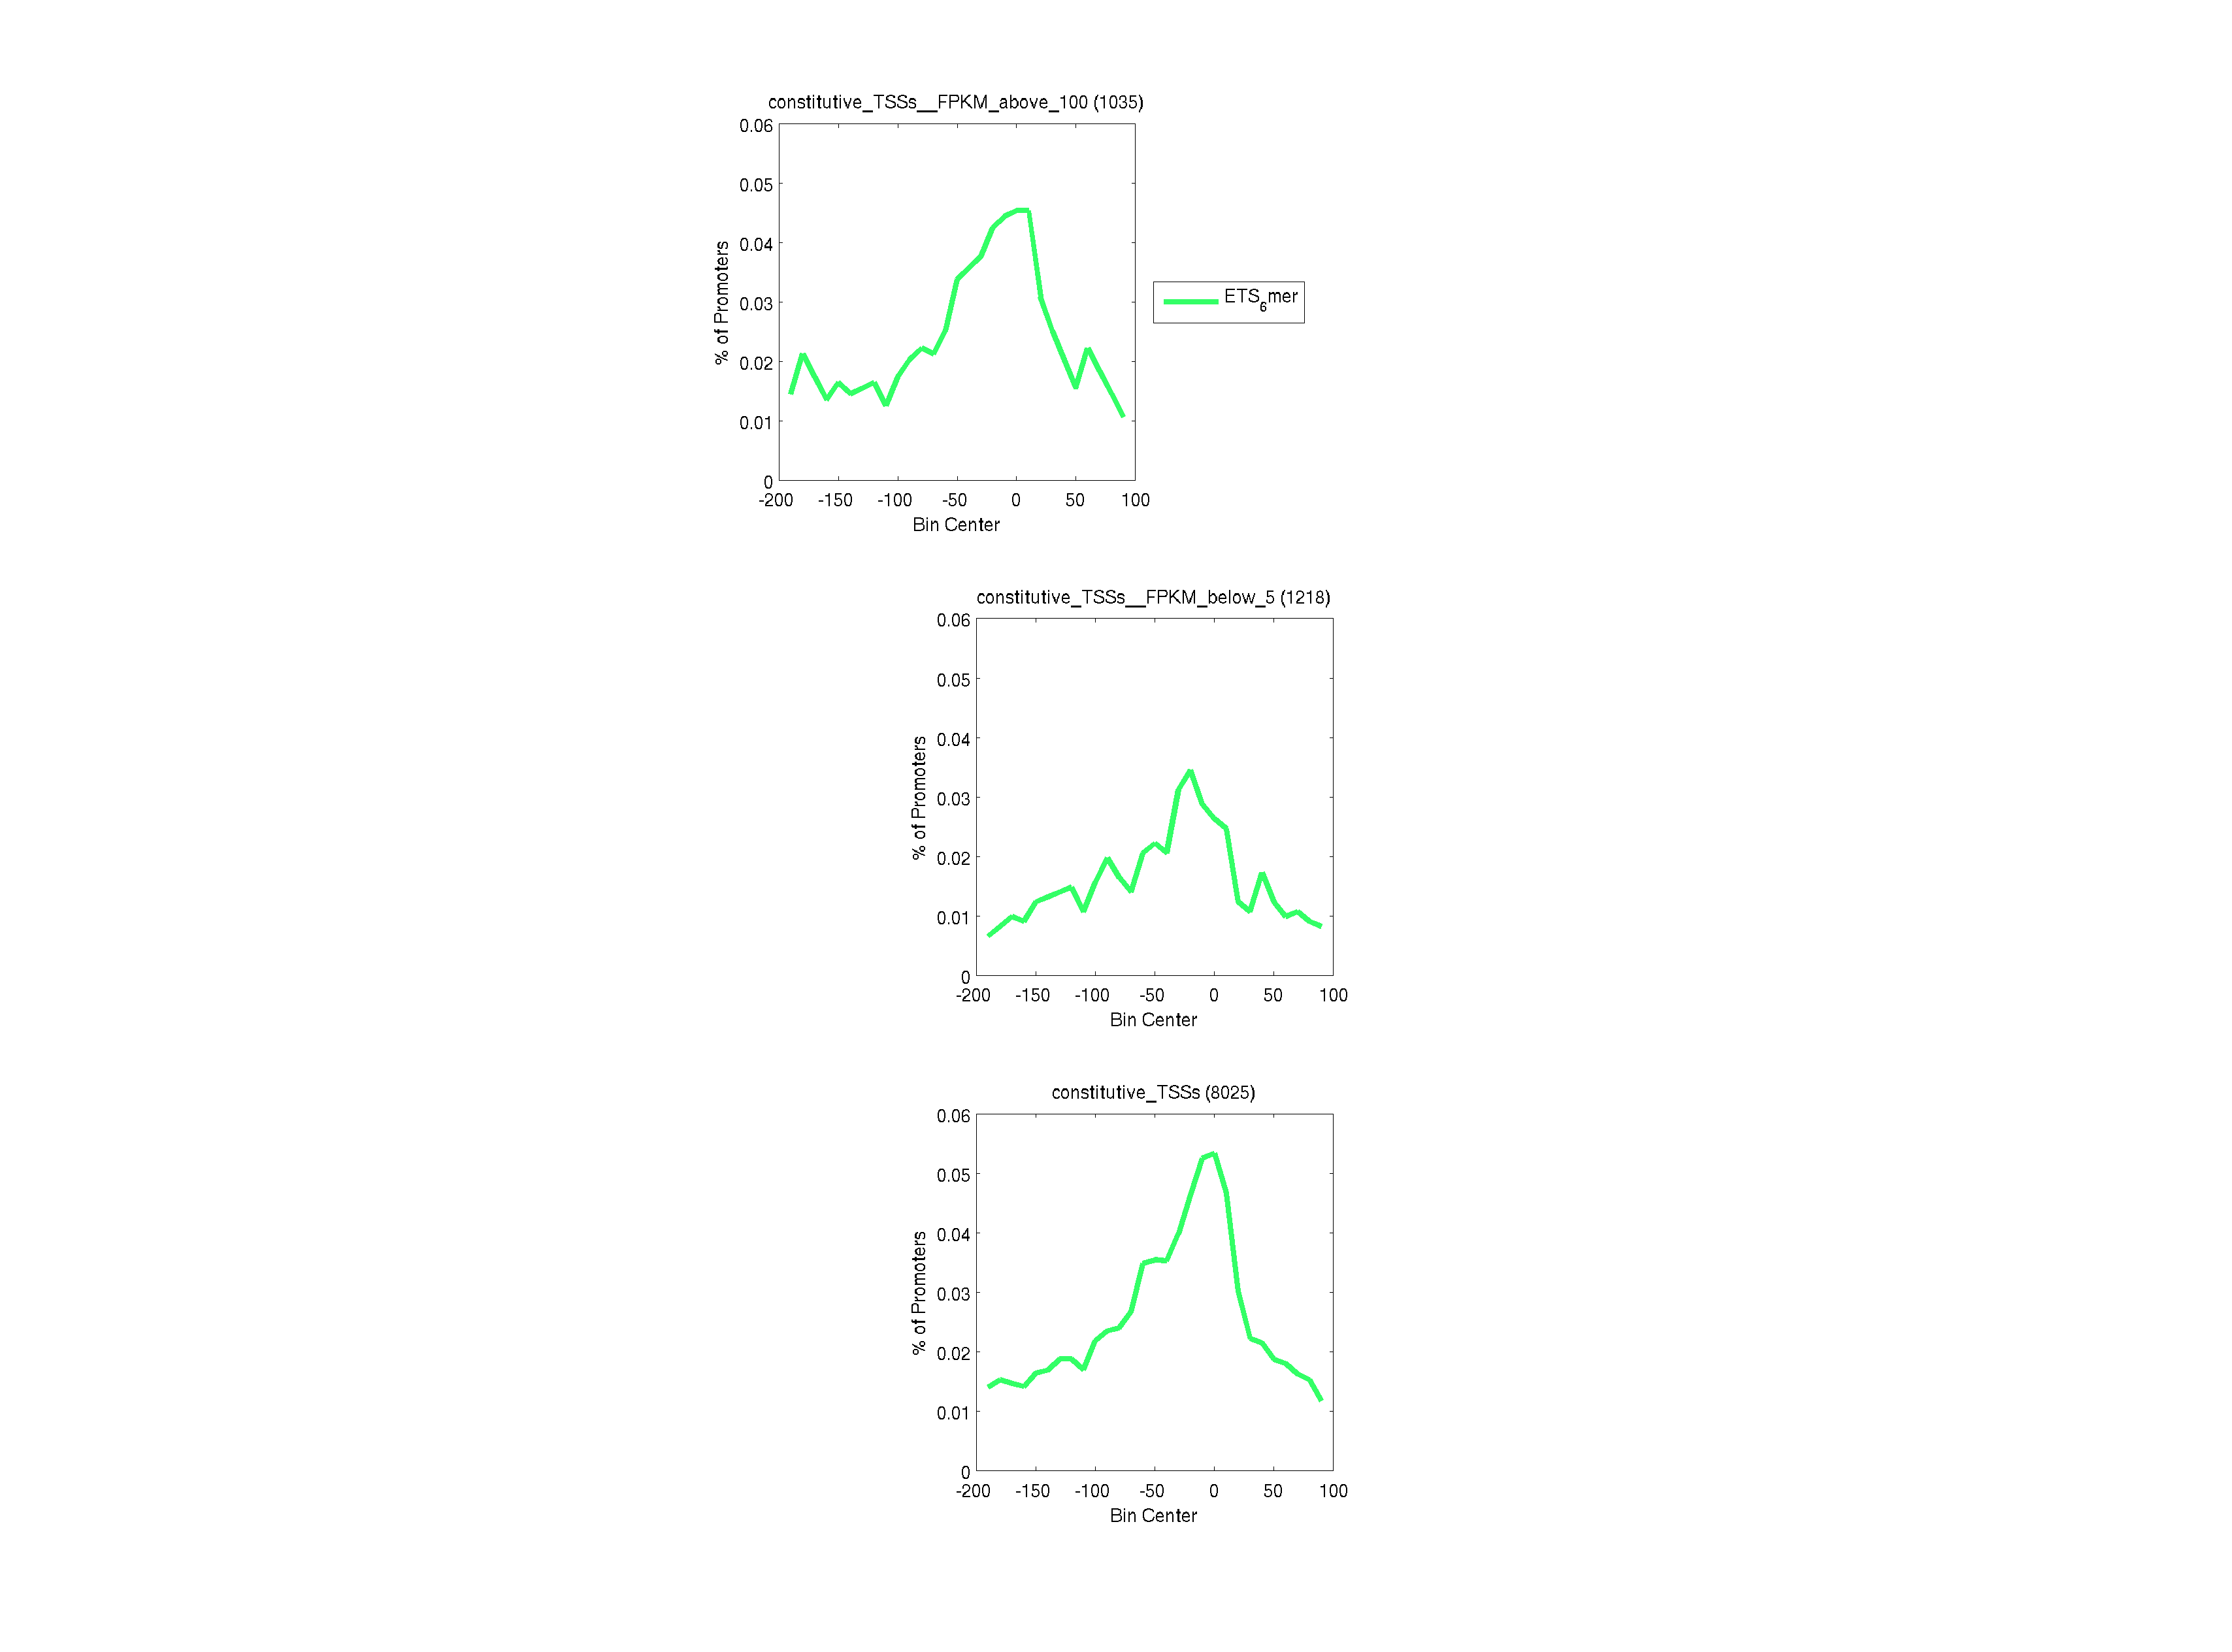 constitutive_TSSs__FPKM_above_100 (1035)
0.06
0.05
0.04
0.03
0.02
0.01
0
% of Promoters
-200 -150 -100 -50 0 50 100
Bin Center
ETS6mer
constitutive_TSSs__FPKM_below_5 (1218)
0.06
0.05
0.04
0.03
0.02
0.01
0
% of Promoters
-200 -150 -100 -50 0 50 100
Bin Center
constitutive_TSSs (8025)
0.06
0.05
0.04
0.03
0.02
0.01
0
% of Promoters
-200 -150 -100 -50 0 50 100
Bin Center